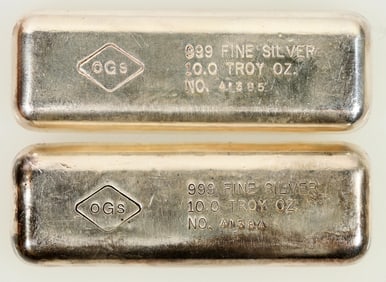 OGS
999 FINE SILVER
10.0 TROY OZ.
NO.
OGS
999 FINE SILVER
10.0 TROY OZ.
NO.